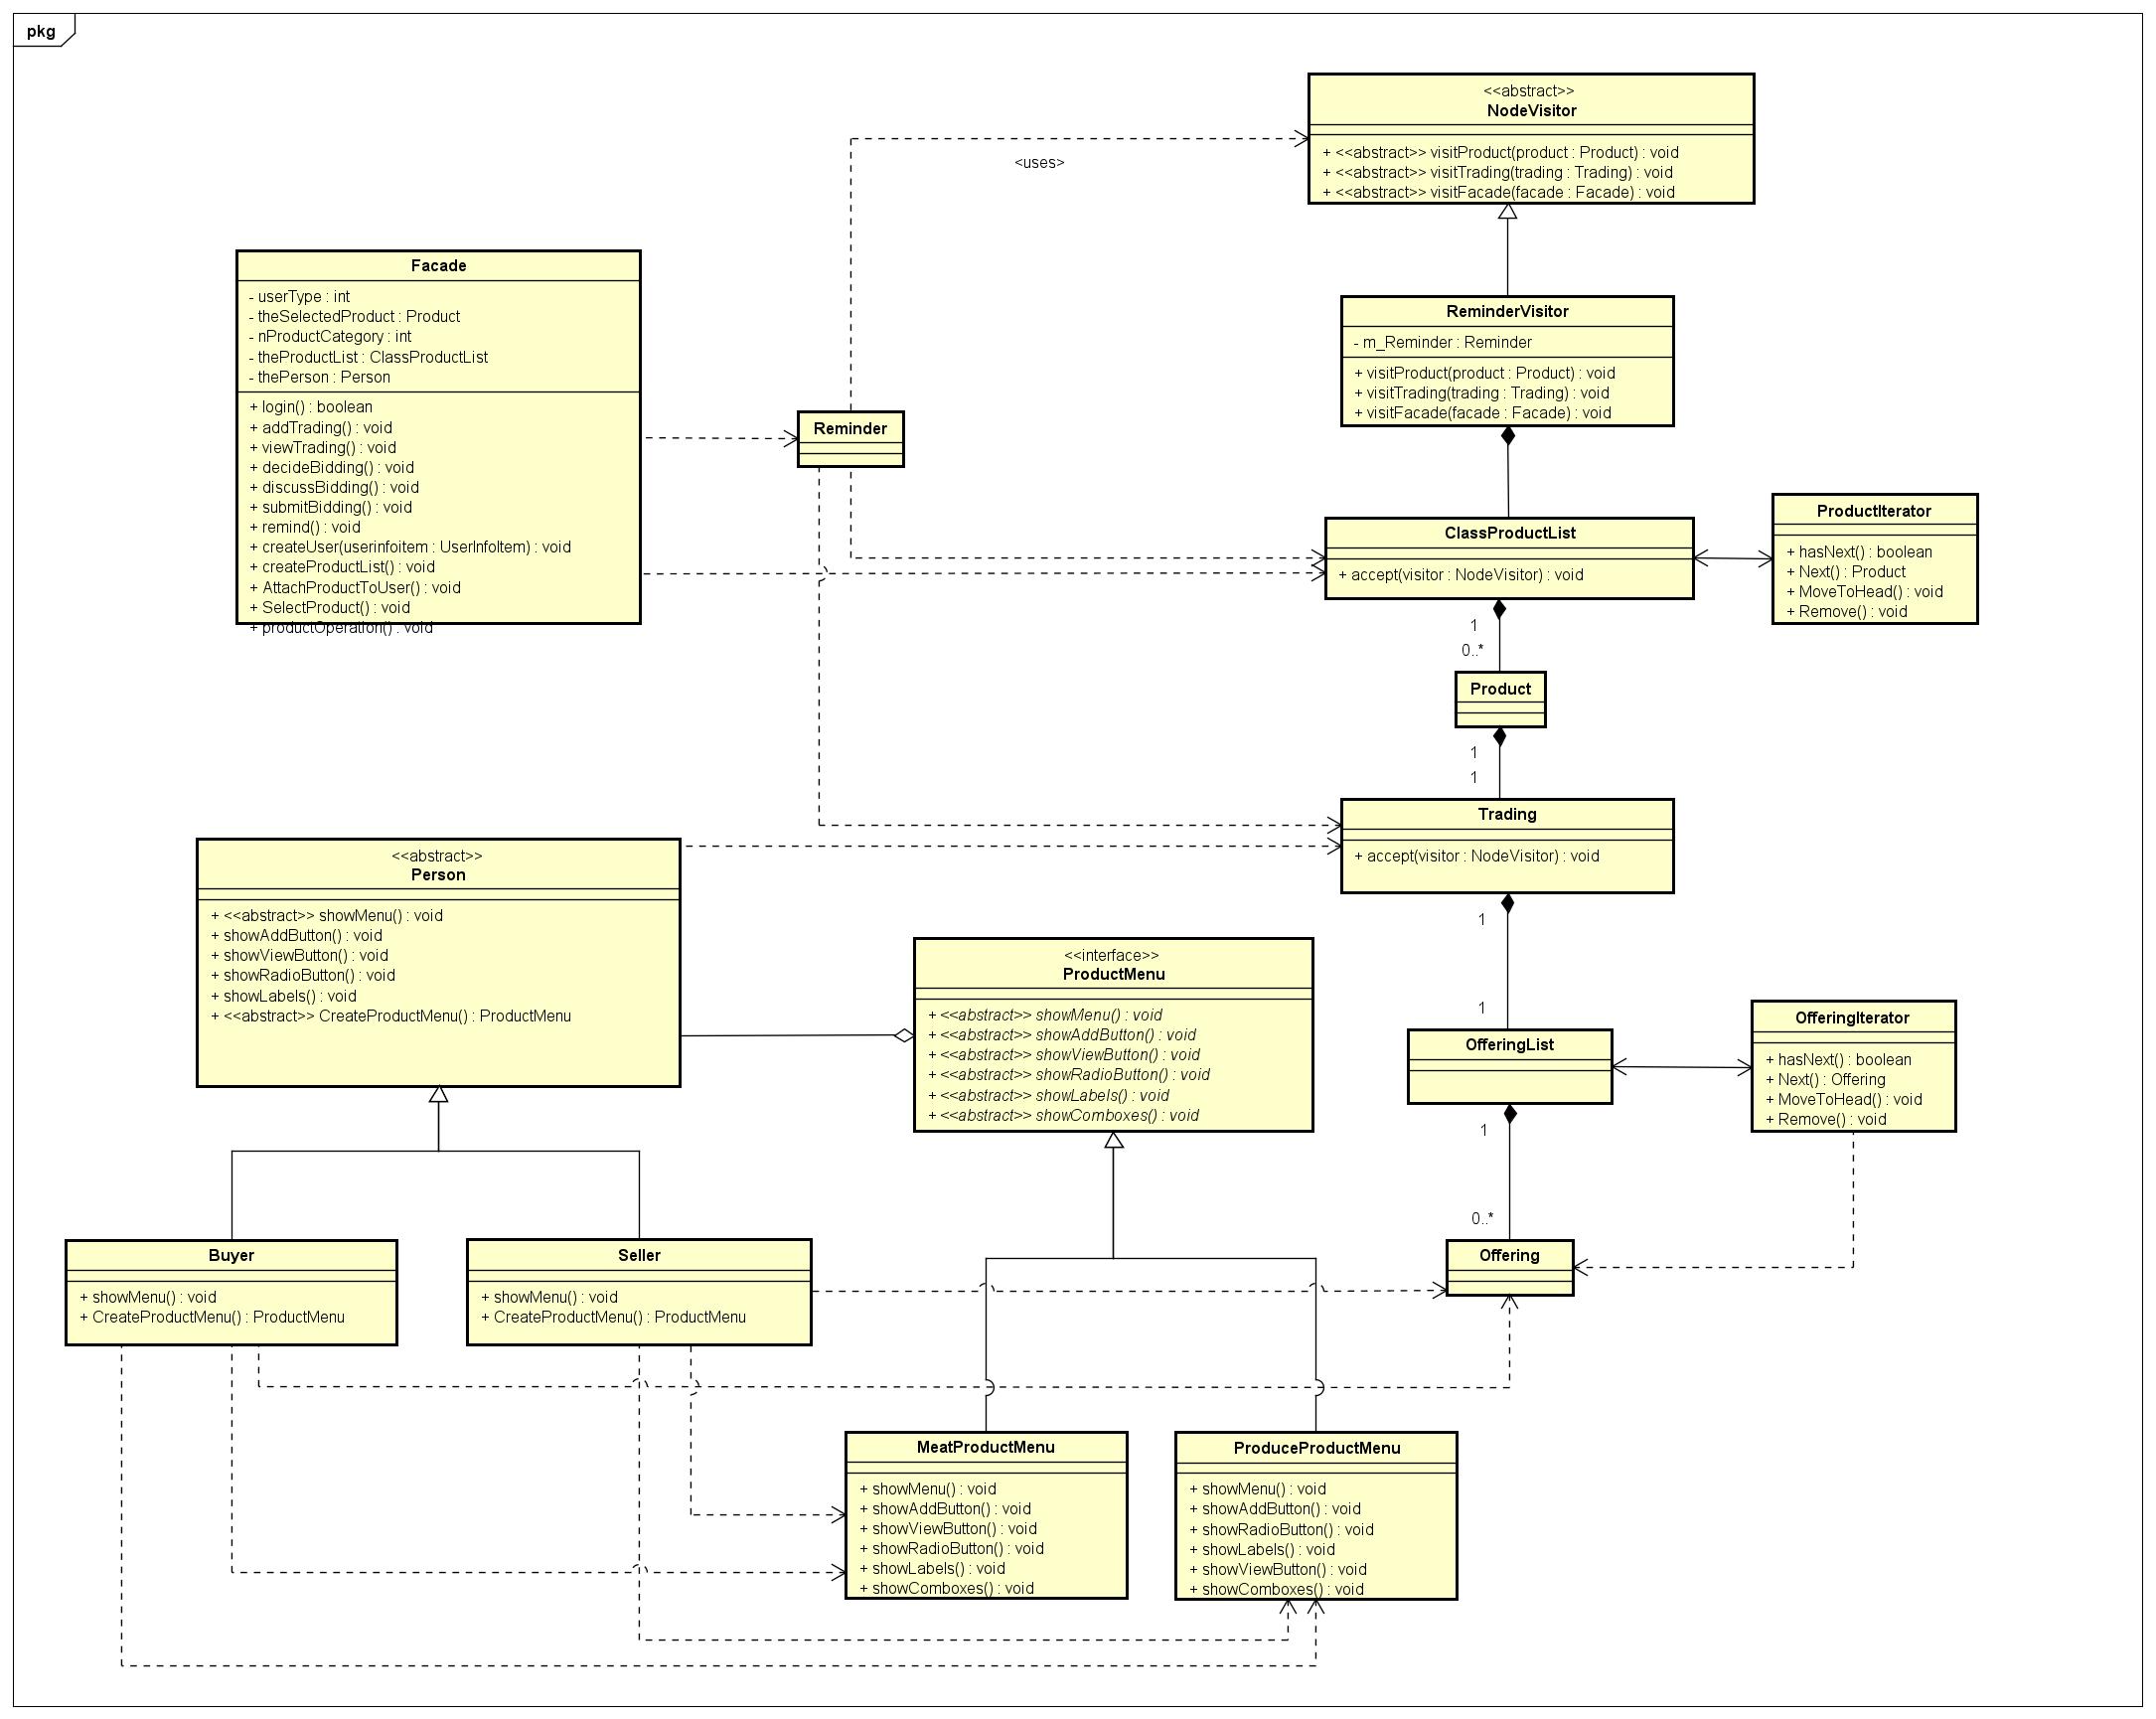 pkg
<<abstract>>
NodeVisitor
+ <<abstract>> visitProduct(product : Product) : void
+ <<abstract>> visitTrading(trading : Trading) : void
+ <<abstract>> visitFacade(facade : Facade) : void
<uses>
Facade
- userType : int
- theSelectedProduct : Product
- nProductCategory : int
- theProductList : ClassProductList
- thePerson : Person
+ login() : boolean
+ addTrading() : void
+ viewTrading() : void
+ decideBidding() : void
+ discussBidding() : void
+ submitBidding() : void
+ remind() : void
+ createUser(userinfoitem : UserInfoItem) : void
+ createProductList() : void
+ AttachProductToUser() : void
+ SelectProduct() : void
+ productOperation() : void
ReminderVisitor
- m_Reminder : Reminder
+ visitProduct(product : Product) : void
+ visitTrading(trading : Trading) : void
+ visitFacade(facade : Facade) : void
Reminder
ClassProductList
+ accept(visitor : NodeVisitor) : void
ProductIterator
+ hasNext() : boolean
+ Next() : Product
+ MoveToHead() : void
+ Remove() : void
1
0..*
Product
1
1
Trading
+ accept(visitor : NodeVisitor) : void
<<abstract>>
Person
+ <<abstract>> showMenu() : void
+ showAddButton() : void
+ showViewButton() : void
+ showRadioButton() : void
+ showLabels() : void
+ <<abstract>> CreateProductMenu() : ProductMenu
<<interface>>
ProductMenu
+ <<abstract>> showMenu() : void
+ <<abstract>> showAddButton() : void
+ <<abstract>> showViewButton() : void
+ <<abstract>> showRadioButton() : void
+ <<abstract>> showLabels() : void
+ <<abstract>> showComboxes() : void
1
1
OfferingList
OfferingIterator
+ hasNext() : boolean
+ Next() : Offering
+ MoveToHead() : void
+ Remove() : void
1
0..*
Offering
Buyer
+ showMenu() : void
+ CreateProductMenu() : ProductMenu
Seller
+ showMenu() : void
+ CreateProductMenu() : ProductMenu
MeatProductMenu
+ showMenu() : void
+ showAddButton() : void
+ showViewButton() : void
+ showRadioButton() : void
+ showLabels() : void
+ showComboxes() : void
ProduceProductMenu
+ showMenu() : void
+ showAddButton() : void
+ showRadioButton() : void
+ showLabels() : void
+ showViewButton() : void
+ showComboxes() : void